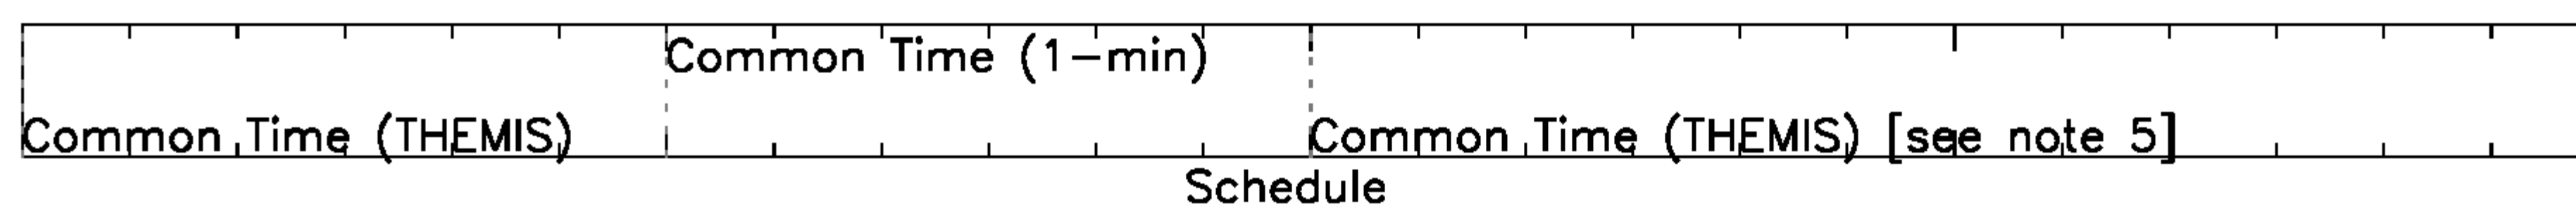 Common Time (1-min)
Common Time (THEMIS)
Common Time (THEMIS) [see note 5]
Schedule